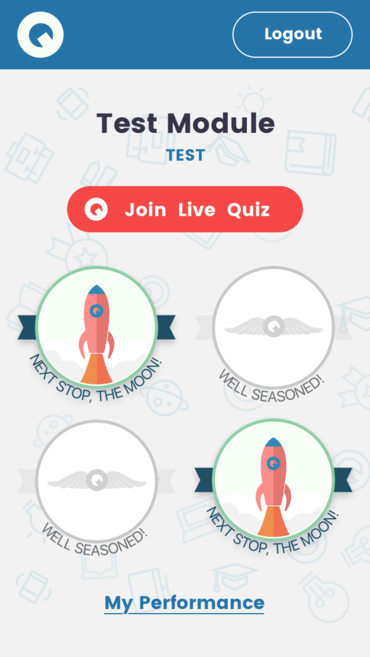 Logout
Test Module
TEST
Join Live Quiz
NEXT STOP, THE MOON!
WELL SEASONED!
WELL SEASONED!
NEXT STOP, THE MOON!
My Performance